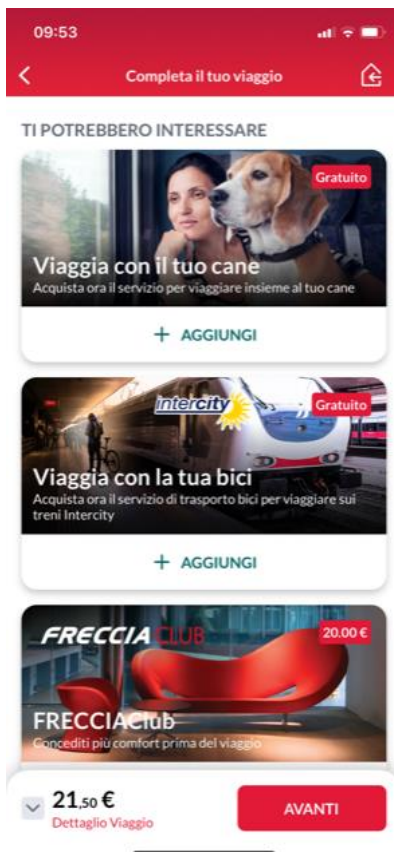 09:53
Completa il tuo viaggio
TI POTREBBERO INTERESSARE
Gratuito
Viaggia con il tuo cane
Acquista ora il servizio per viaggiare insieme al tuo cane
+ AGGIUNGI
Intercity
Gratuito
Viaggia con la tua bici
Acquista ora il servizio di trasporto bici per viaggiare sui
treni Intercity
+ AGGIUNGI
FRECCIACLUB
20.00 €
FRECCIAClub
Concediti più comfort prima del viaggio
21,50 €
Dettaglio Viaggio
AVANTI